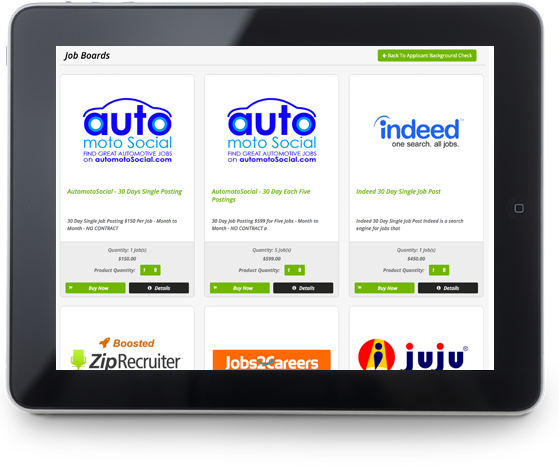 Job Boards
Back To Applicant Background Check
auto
moto Social
FIND GREAT AUTOMOTIVE JOBS
on automotoSocial.com
AutomotoSocial - 30 Days Single Posting
30 Day Single Job Posting $150 Per Job - Month to
Month - NO CONTRACT
Quantity: 1 Job(s)
$150.00
Product Quantity: 1
Buy Now
Details
auto
moto Social
FIND GREAT AUTOMOTIVE JOBS
on automotoSocial.com
AutomotoSocial - 30 Day Each Five
Postings
30 Day Job Posting $599 for Five Jobs - Month to
Month - NO CONTRACT a
Quantity: 5 Job(s)
$599.00
Product Quantity: 1
Buy Now
Details
indeed
one search. all jobs.
Indeed 30 Day Single Job Post
Indeed 30 Day Single Job Post Indeed is a search
engine for jobs that
Quantity: 1 Job(s)
$450.00
Product Quantity: 1
Buy Now
Details
Boosted
ZipRecruiter
Jobs2Careers
juju®